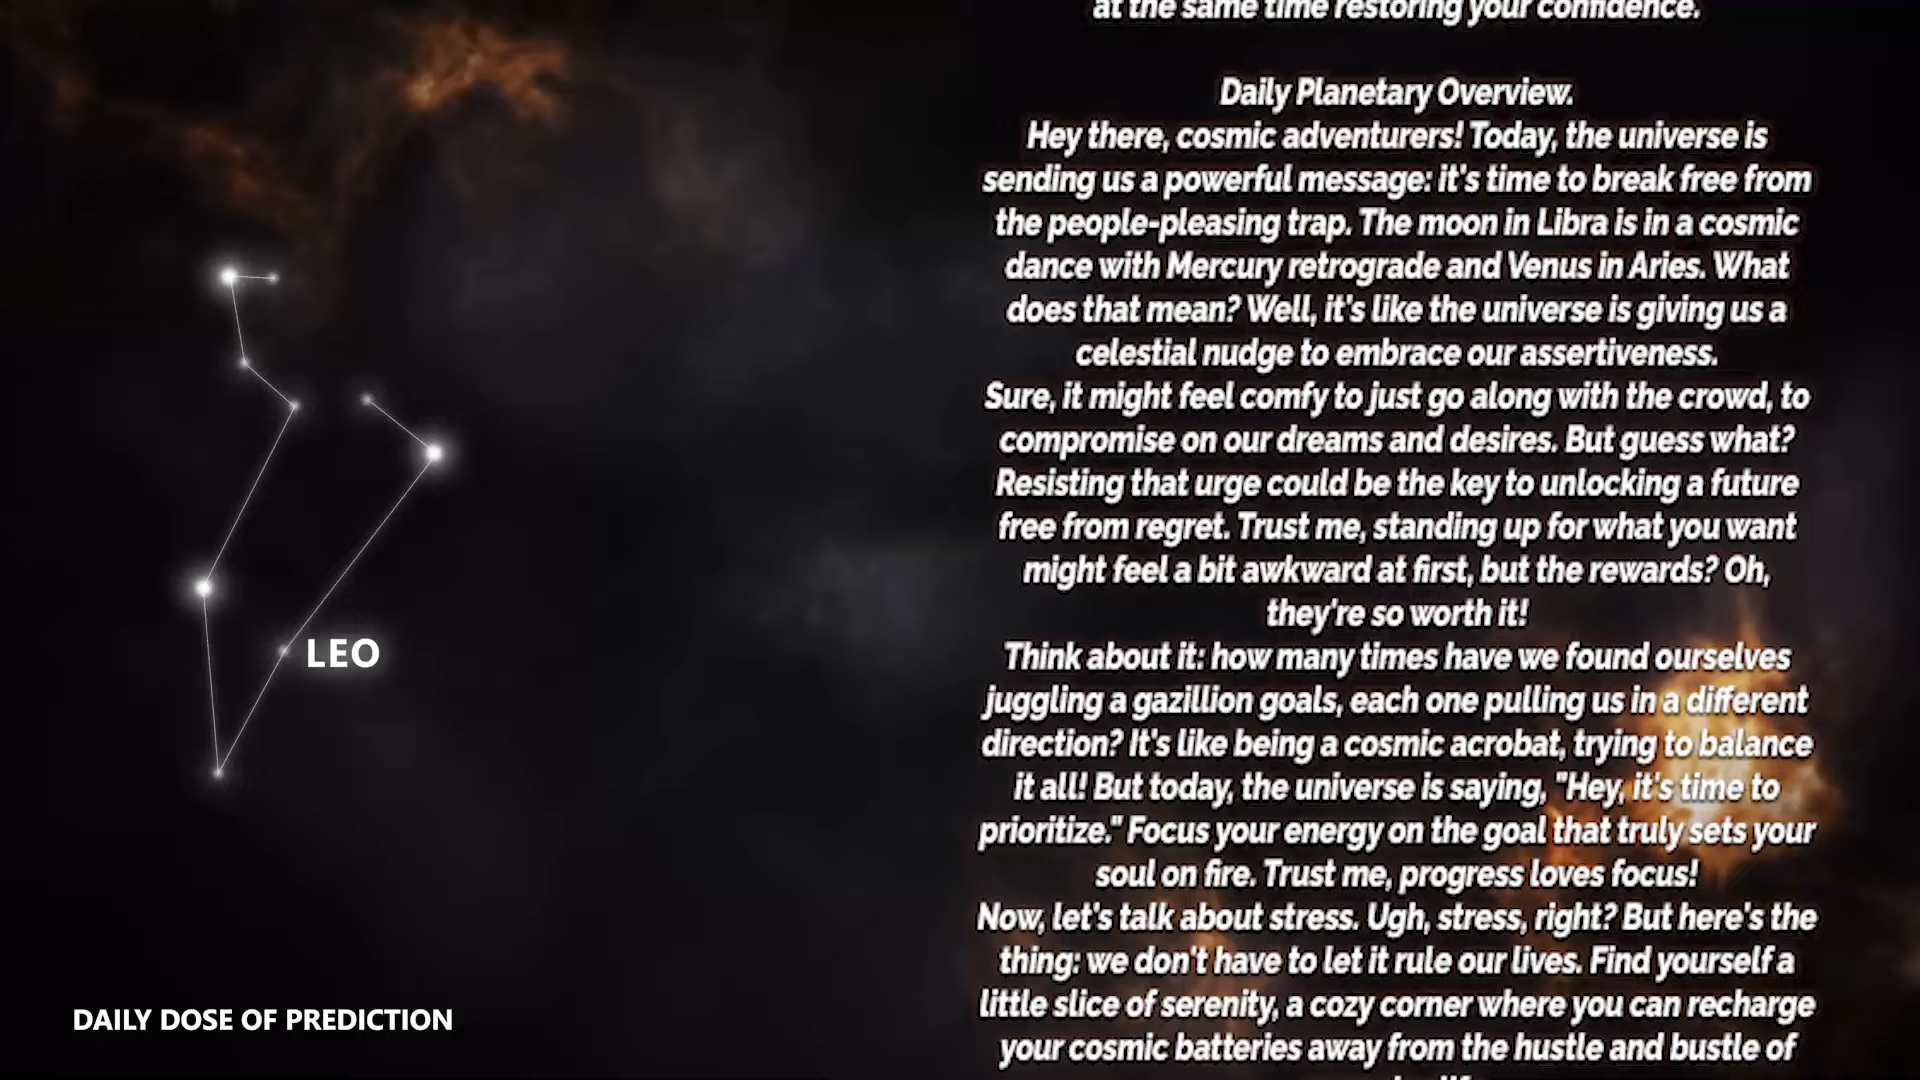 at the same time restoring your confidence.
Daily Planetary Overview.
Hey there, cosmic adventurers! Today, the universe is
sending us a powerful message: it's time to break free from
the people-pleasing trap. The moon in Libra is in a cosmic
dance with Mercury retrograde and Venus in Aries. What
does that mean? Well, it's like the universe is giving us a
celestial nudge to embrace our assertiveness.
Sure, it might feel comfy to just go along with the crowd, to
compromise on our dreams and desires. But guess what?
Resisting that urge could be the key to unlocking a future
free from regret. Trust me, standing up for what you want
might feel a bit awkward at first, but the rewards? Oh,
they're so worth it!
Think about it: how many times have we found ourselves
juggling a gazillion goals, each one pulling us in a different
direction? It's like being a cosmic acrobat, trying to balance
it all! But today, the universe is saying, "Hey, it's time to
prioritize." Focus your energy on the goal that truly sets your
soul on fire. Trust me, progress loves focus!
Now, let's talk about stress. Ugh, stress, right? But here's the
thing: we don't have to let it rule our lives. Find yourself a
little slice of serenity, a cozy corner where you can recharge
your cosmic batteries away from the hustle and bustle of
LEO
DAILY DOSE OF PREDICTION